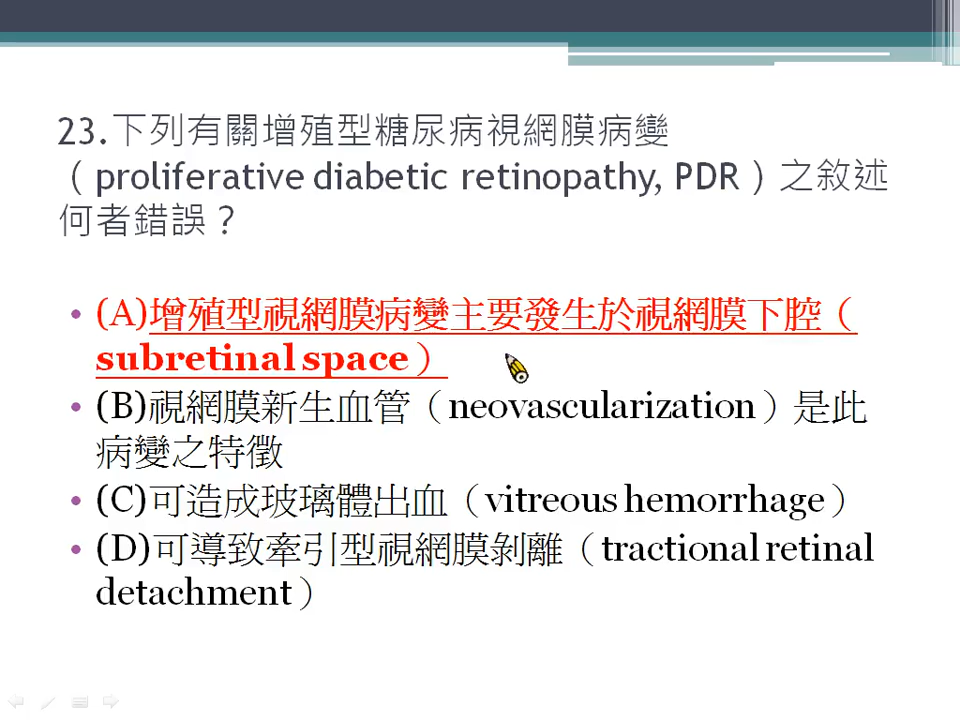 23.下列有關增殖型糖尿病視網膜病變
（proliferative diabetic retinopathy, PDR）之敘述
何者錯誤？
• (A)增殖型視網膜病變主要發生於視網膜下腔（
subretinal space）
• (B)視網膜新生血管（neovascularization）是此
病變之特徵
• (C)可造成玻璃體出血（vitreous hemorrhage）
• (D)可導致牽引型視網膜剝離（tractional retinal
detachment）